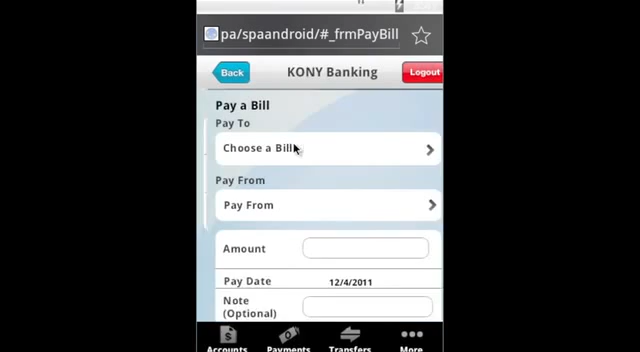 pa/spaandroid/#_frmPayBill
Back
KONY Banking
Logout
Pay a Bill
Pay To
Choose a Bill
Pay From
Pay From
Amount
Pay Date
12/4/2011
Note
(Optional)
Accounts
Payments
Transfers
More